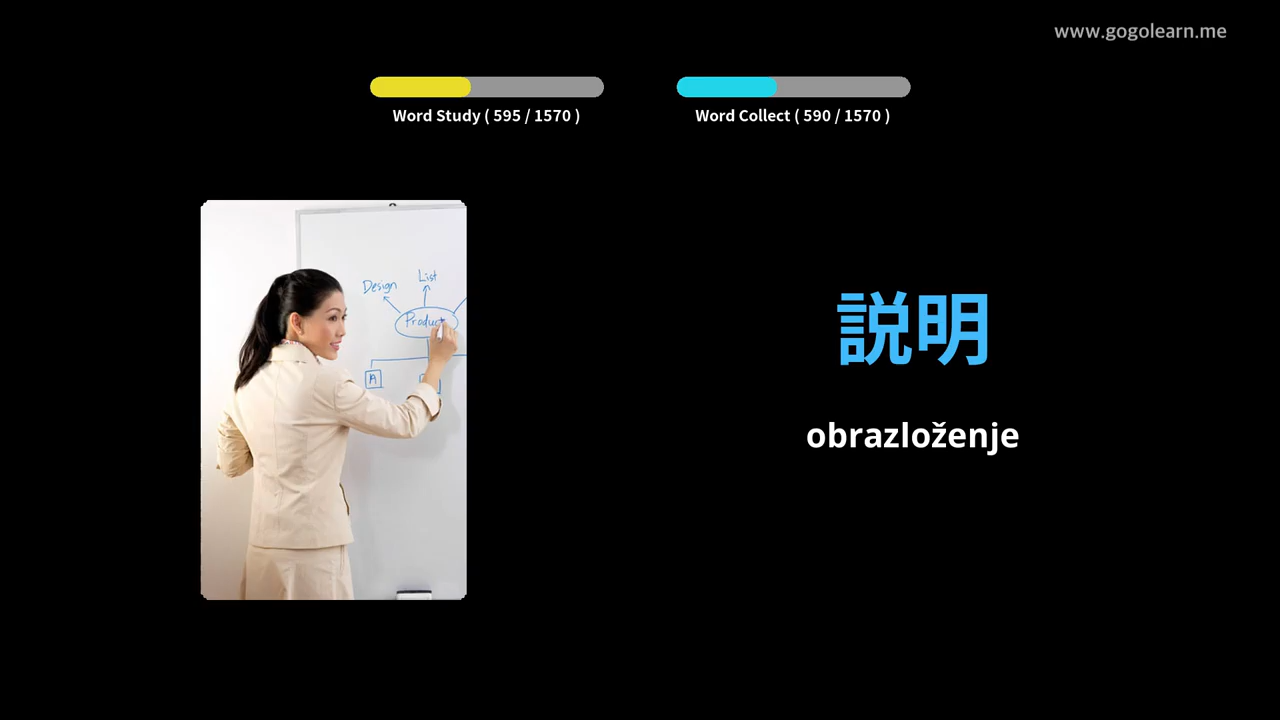 www.gogolearn.me
Word Study ( 595 / 1570 )
Word Collect ( 590 / 1570 )
List
Design
Product
A
説明
obrazloženje